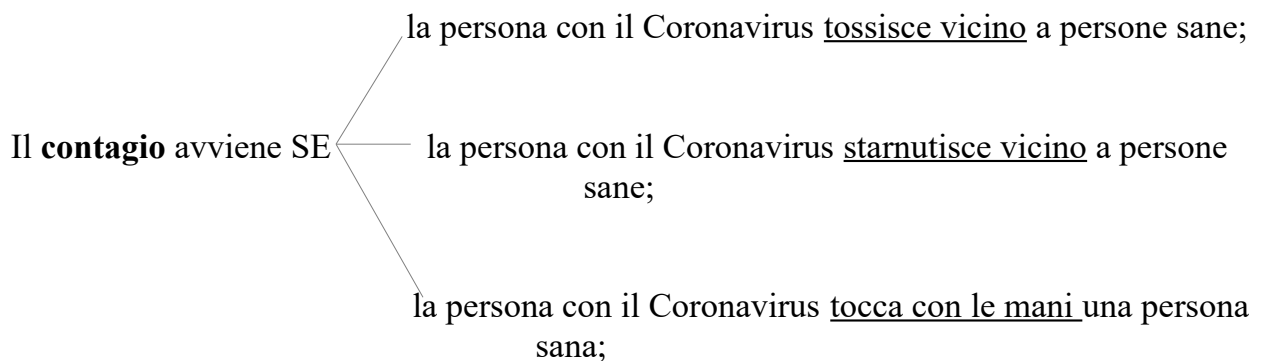 la persona con il Coronavirus tossisce vicino a persone sane;
Il contagio avviene SE
la persona con il Coronavirus starnutisce vicino a persone
sane;
la persona con il Coronavirus tocca con le mani una persona
sana;